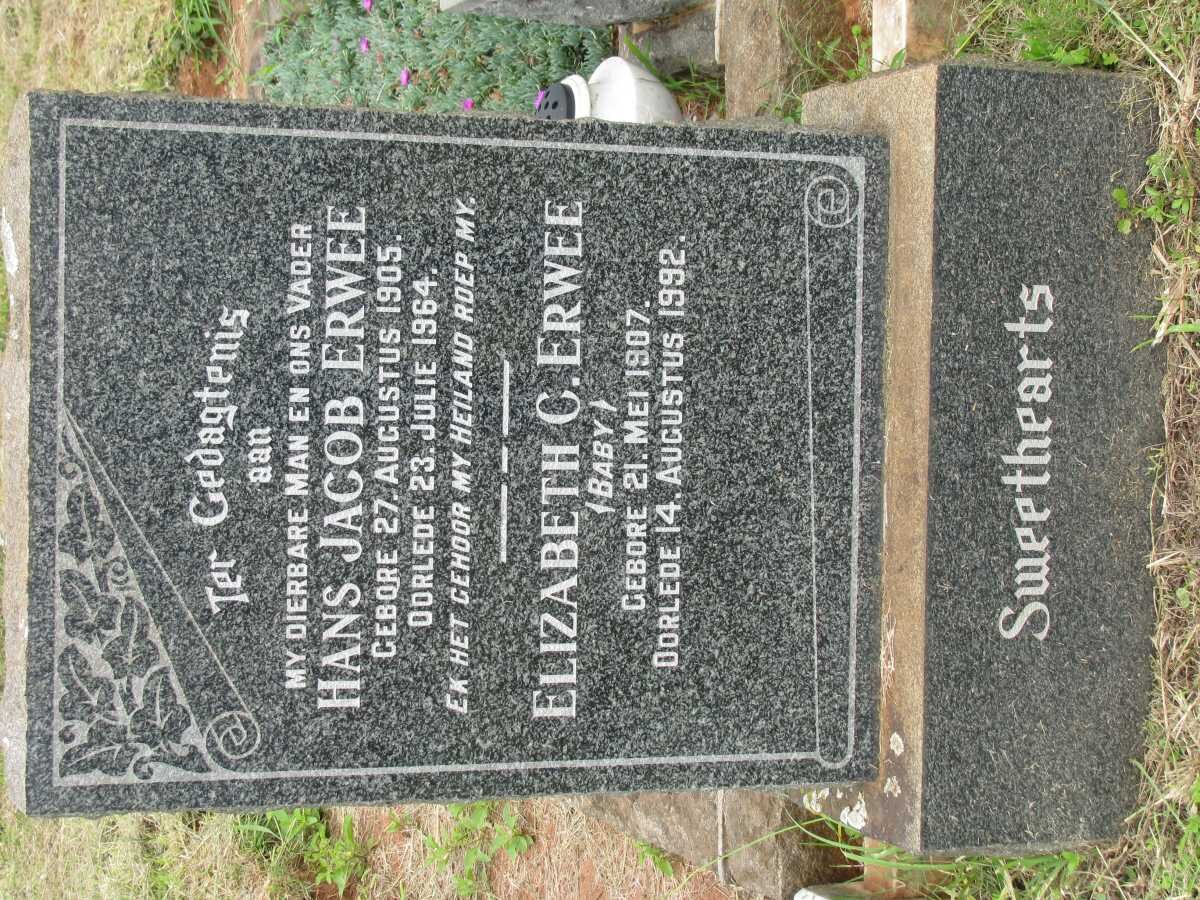 Ter Gedagtenis
aan
MY DIERBARE MAN EN ONS VADER
HANS JACOB ERWEE
GEBORE 27. AUGUSTUS 1905.
OORLEDE 23. JULIE 1964.
EK HET GEHOOR MY HEILAND ROEP MY.
ELIZABETH C. ERWEE
(BABY)
GEBORE 21. MEI 1907.
OORLEDE 14. AUGUSTUS 1992.
Sweethearts